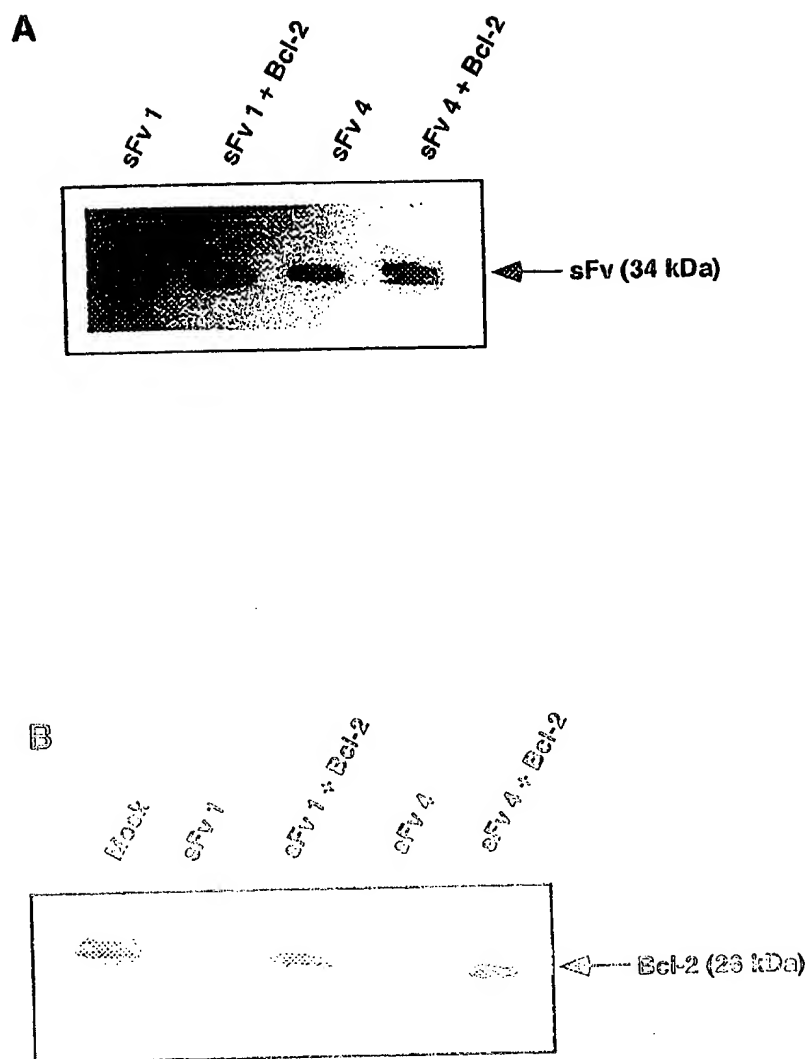 A
sFv 1
sFv 1 + Bcl-2
sFv 4
sFv 4 + Bcl-2
sFv (34 kDa)
B
Mock
sFv 1
sFv 1 + Bcl-2
sFv 4
sFv 4 + Bcl-2
Bcl-2 (26 kDa)